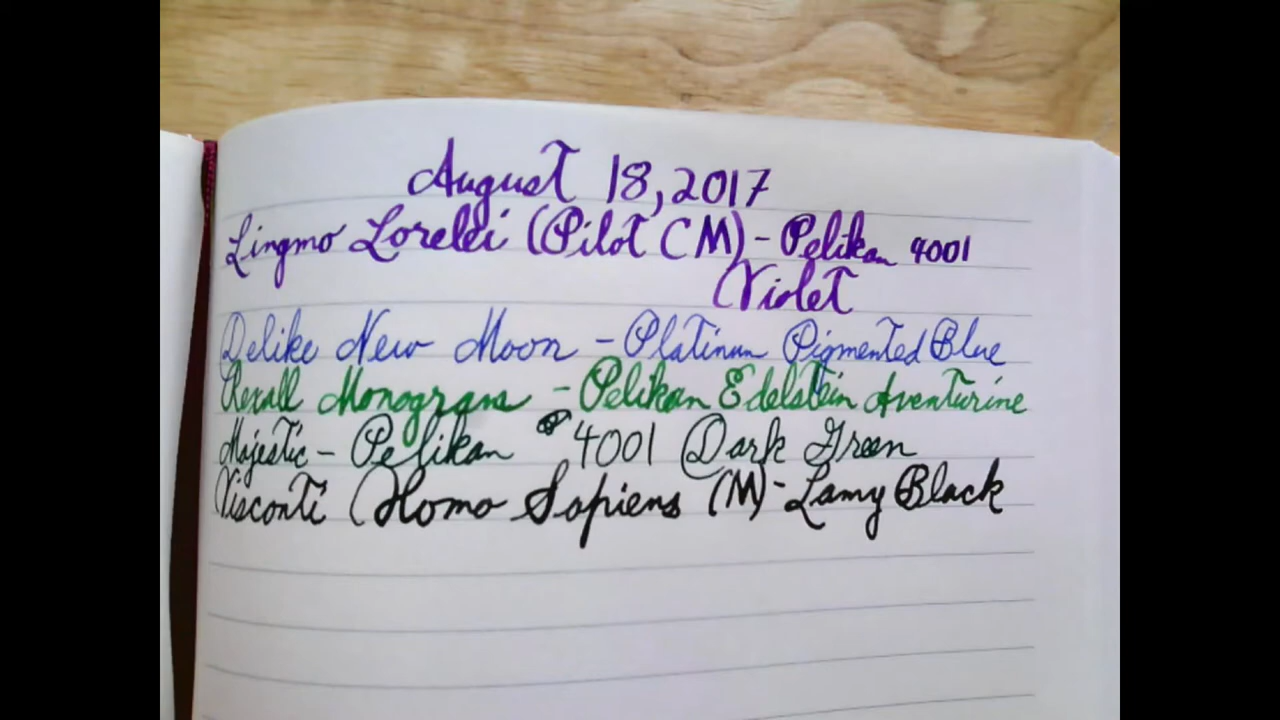 August 18, 2017
Lingmo Lorelei (Pilot CM) - Pelikan 4001
Violet
Delike New Moon - Platinum Pigmented Blue
Rexall Monogram - Pelikan Edelstein Aventurine
Majestic - Pelikan 4001 Dark Green
Visconti Homo Sapiens (M) - Lamy Black